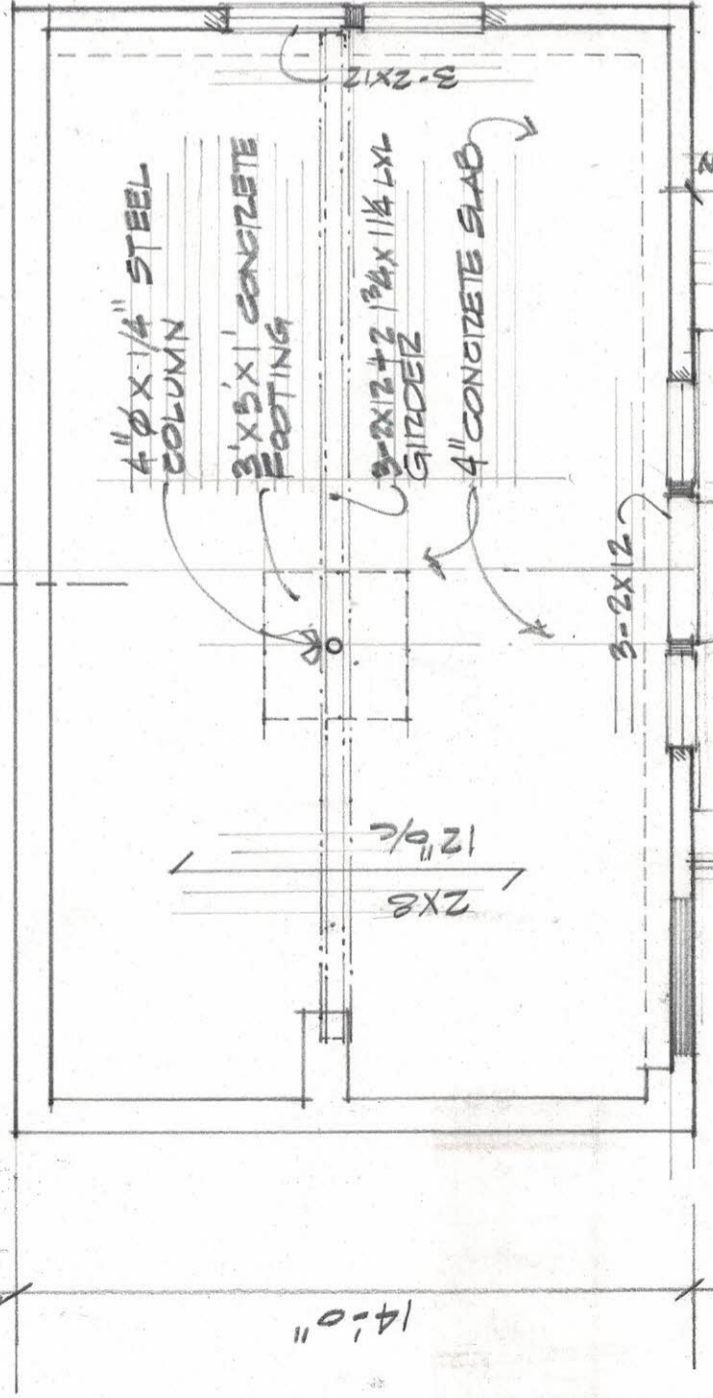 4" Ø X 1/4" STEEL
COLUMN
3'X3'X1' CONCRETE
FOOTING
3-2X12+2 1¾X11¼ LVL
GIRDER
4" CONCRETE SLAB
3-2X12
3-2X12
2X8
12" O/C
14'-0"